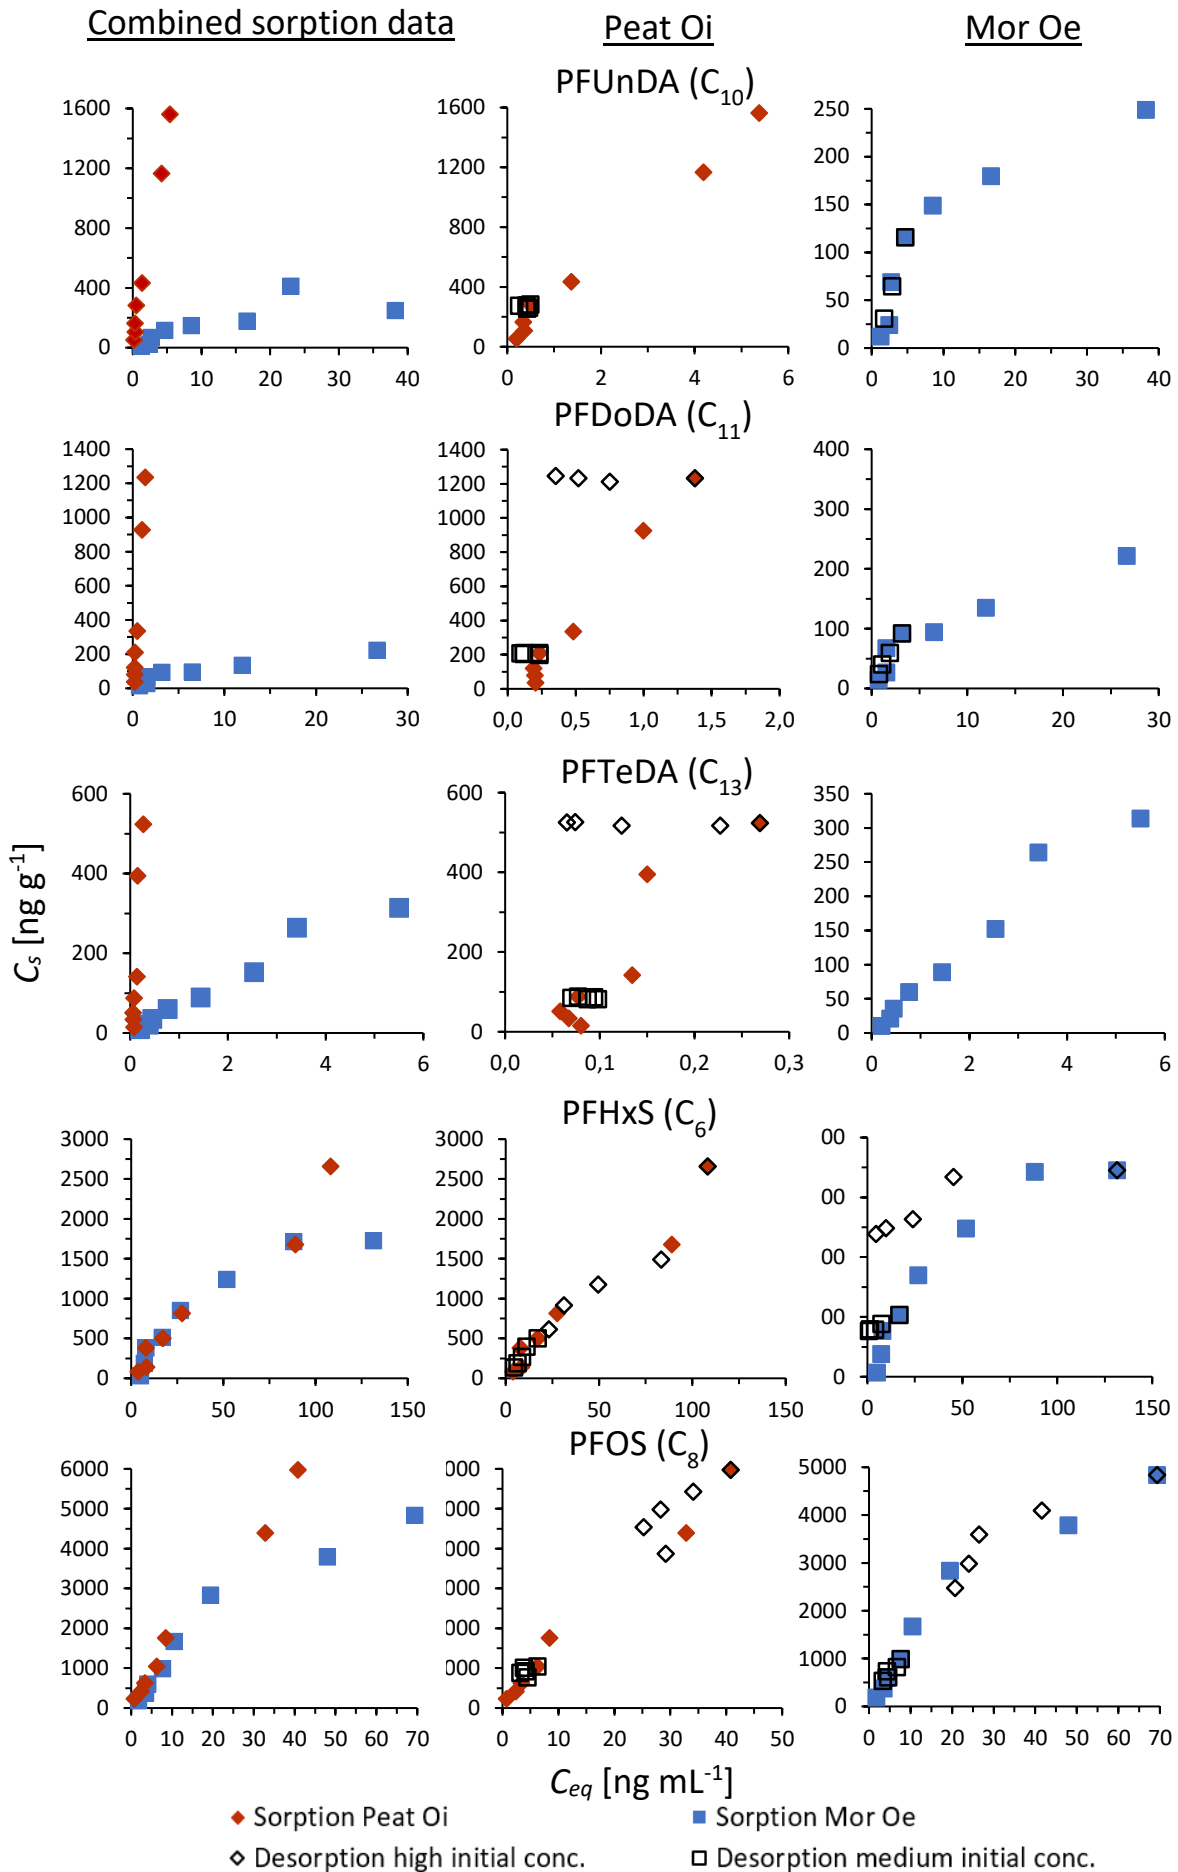 Combined sorption data Peat Oi Mor Oe
PFUnDA (C10)
1600 1600 250
1200 1200 200
800 800 150
400 400 100
0 0 50
0
0 10 20 30 40 0 2 4 6 0 10 20 30 40
PFDoDA (C11)
1400 1400 400
1200 1200 300
1000 1000 200
800 800 100
600 600 0
400 400
200 200
0 0
0 10 20 30 0,0 0,5 1,0 1,5 2,0 0 10 20 30
PFTeDA (C13)
600 600 350
400 400 300
200 200 250
0 0 200
150
100
50
0
0 2 4 6 0,0 0,1 0,2 0,3 0 2 4 6
Cs [ng g-1]
PFHxS (C6)
3000 3000 00
2500 2500 00
2000 2000 00
1500 1500 00
1000 1000 0
500 500
0 0
0 50 100 150 0 50 100 150 0 50 100 150
PFOS (C8)
6000 000 5000
5000 000 4000
4000 000 3000
3000 000 2000
2000 000 1000
1000 000 0
0 0
0 10 20 30 40 50 60 70 0 10 20 30 40 50 0 10 20 30 40 50 60 70
Ceq [ng mL-1]
Sorption Peat Oi Sorption Mor Oe
Desorption high initial conc. Desorption medium initial conc.